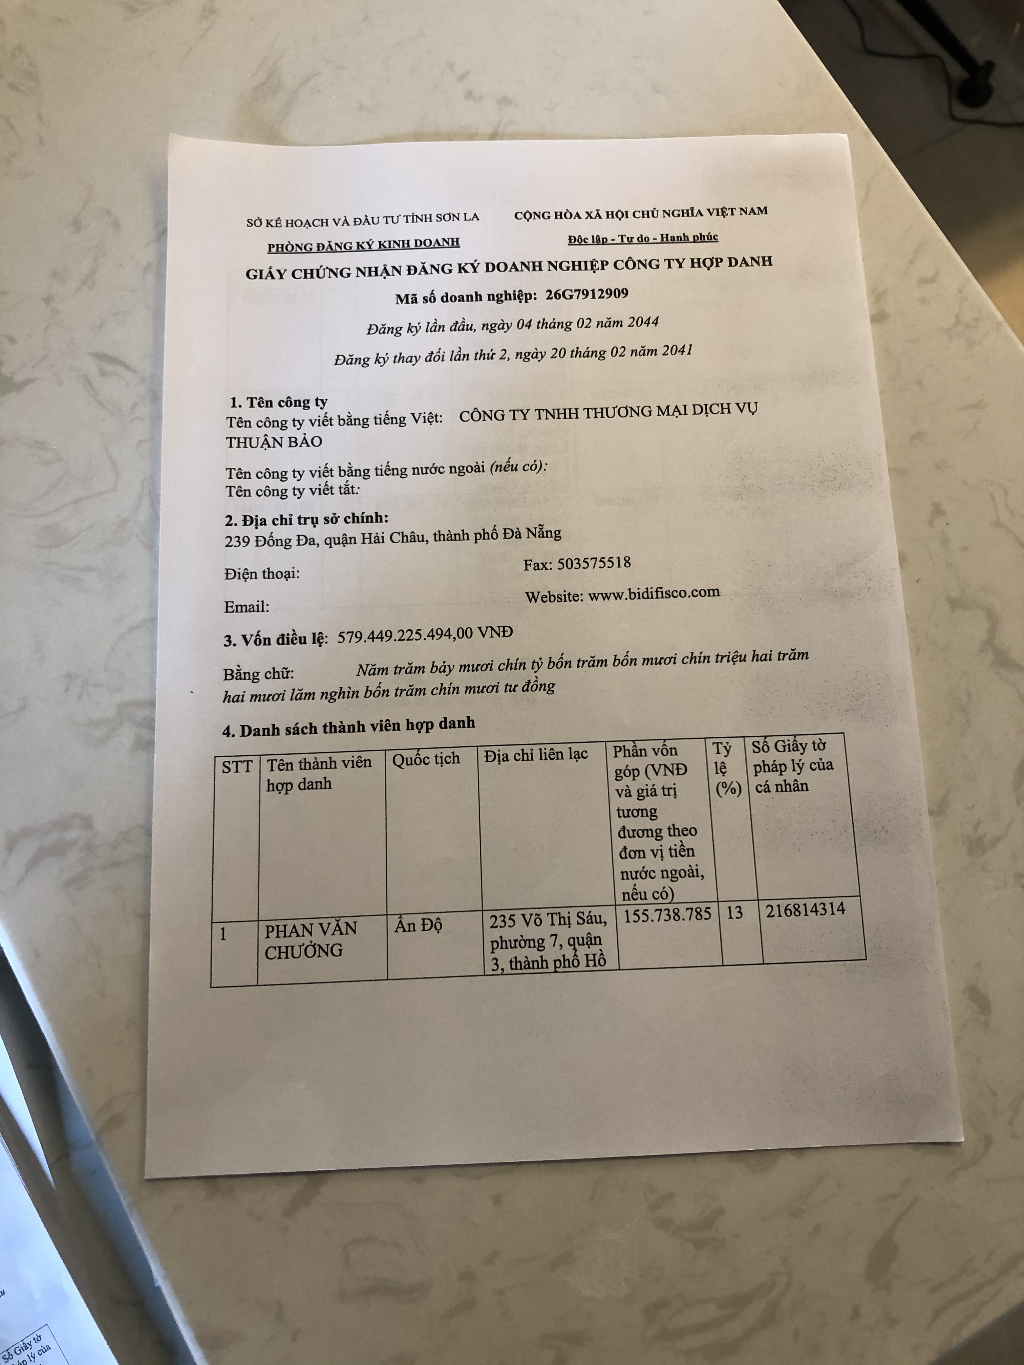 SỞ KẾ HOẠCH VÀ ĐẦU TƯ TỈNH SƠN LA
PHÒNG ĐĂNG KÝ KINH DOANH
CỘNG HÒA XÃ HỘI CHỦ NGHĨA VIỆT NAM
Độc lập - Tự do - Hạnh phúc
GIẤY CHỨNG NHẬN ĐĂNG KÝ DOANH NGHIỆP CÔNG TY HỢP DANH
Mã số doanh nghiệp: 26G7912909
Đăng ký lần đầu, ngày 04 tháng 02 năm 2044
Đăng ký thay đổi lần thứ 2, ngày 20 tháng 02 năm 2041
1. Tên công ty
Tên công ty viết bằng tiếng Việt: CÔNG TY TNHH THƯƠNG MẠI DỊCH VỤ
THUẬN BẢO
Tên công ty viết bằng tiếng nước ngoài (nếu có):
Tên công ty viết tắt:
2. Địa chỉ trụ sở chính:
239 Đống Đa, quận Hải Châu, thành phố Đà Nẵng
Điện thoại:
Fax: 503575518
Email:
Website: www.bidifisco.com
3. Vốn điều lệ: 579.449.225.494,00 VNĐ
Bằng chữ: Năm trăm bảy mươi chín tỷ bốn trăm bốn mươi chín triệu hai trăm
hai mươi lăm nghìn bốn trăm chín mươi tư đồng
4. Danh sách thành viên hợp danh
STT
Tên thành viên
hợp danh
Quốc tịch
Địa chỉ liên lạc
Phần vốn
góp (VNĐ
và giá trị
tương
đương theo
đơn vị tiền
nước ngoài,
nếu có)
Tỷ
lệ
(%)
Số Giấy tờ
pháp lý của
cá nhân
1
PHAN VĂN
CHƯỞNG
Ấn Độ
235 Võ Thị Sáu,
phường 7, quận
3, thành phố Hồ
155.738.785
13
216814314
Số Giấy tờ
pháp lý của